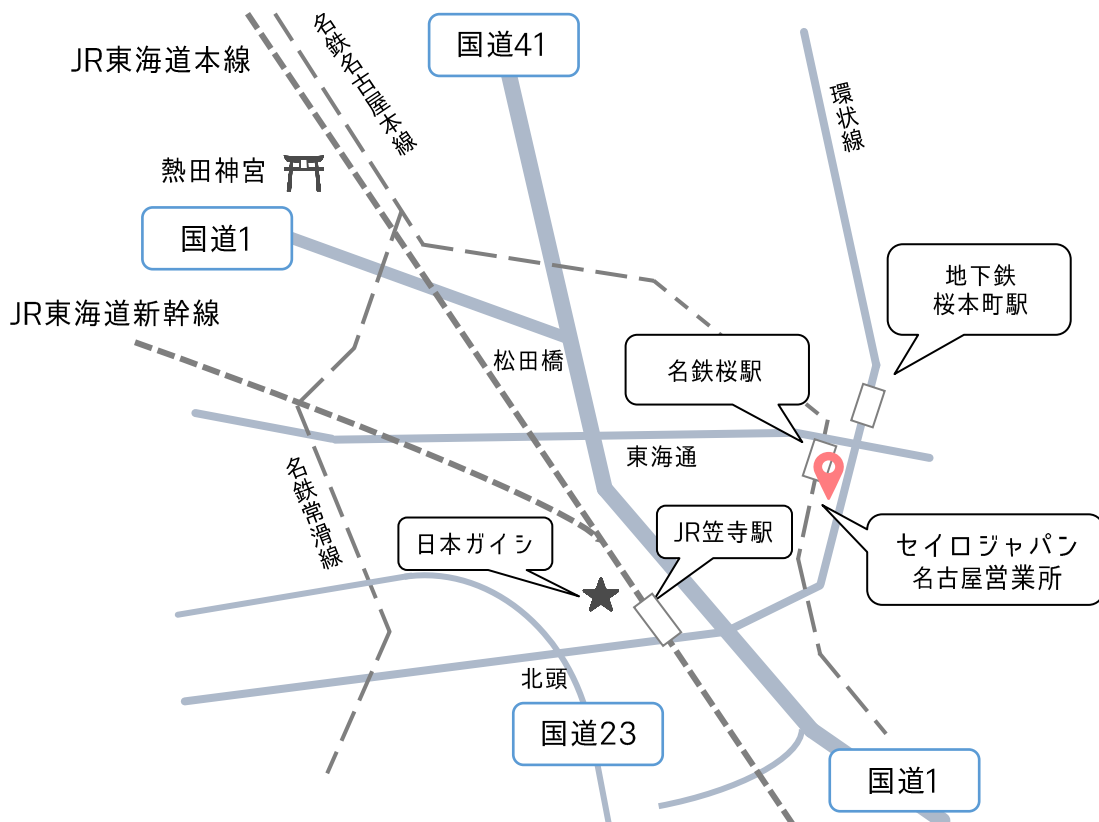 国道41
JR東海道本線
名鉄名古屋本線
環状線
熱田神宮
国道1
地下鉄
桜本町駅
JR東海道新幹線
松田橋
名鉄桜駅
東海通
名鉄常滑線
日本ガイシ
JR笠寺駅
セイロジャパン
名古屋営業所
北頭
国道23
国道1